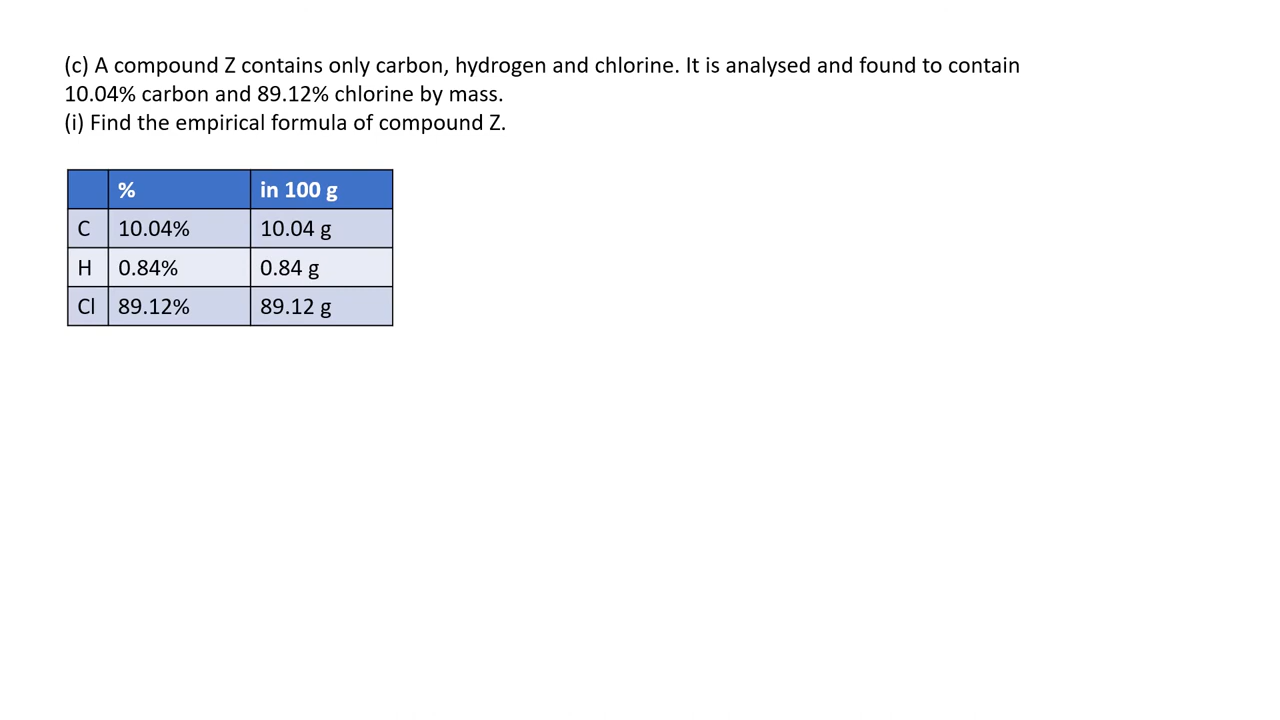 (c) A compound Z contains only carbon, hydrogen and chlorine. It is analysed and found to contain
10.04% carbon and 89.12% chlorine by mass.
(i) Find the empirical formula of compound Z.
% in 100 g
C 10.04% 10.04 g
H 0.84% 0.84 g
Cl 89.12% 89.12 g